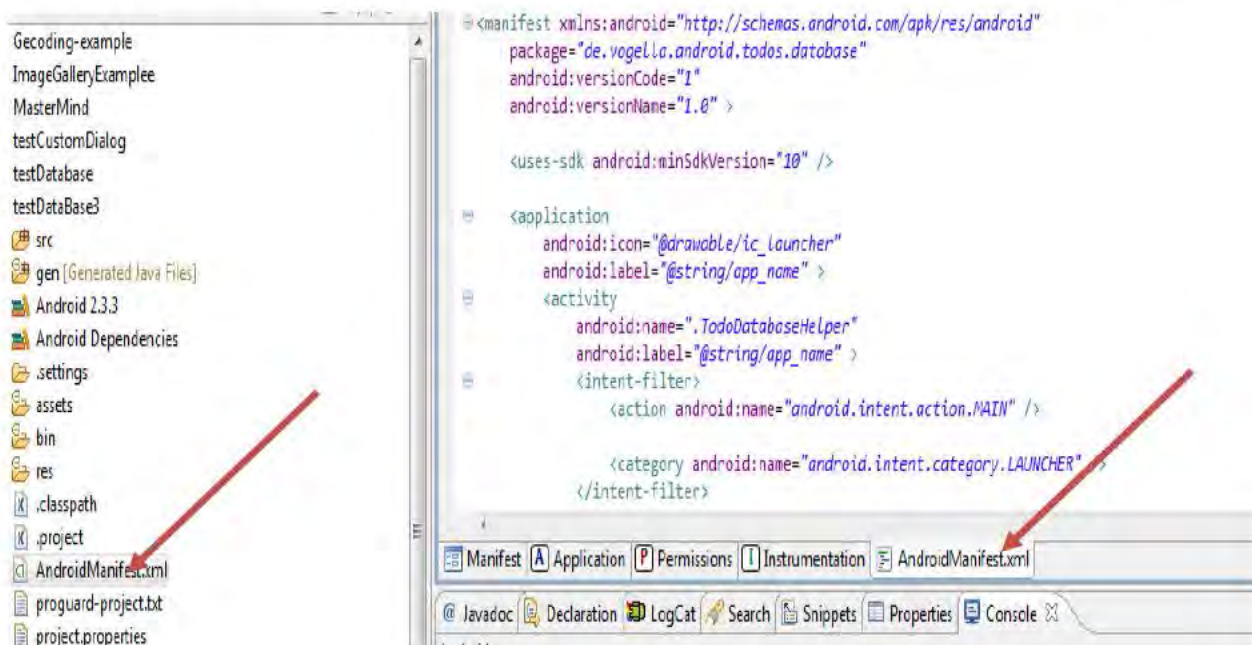 Gecoding-example
ImageGalleryExamplee
MasterMind
testCustomDialog
testDatabase
testDataBase3
src
gen [Generated Java Files]
Android 2.3.3
Android Dependencies
.settings
assets
bin
res
.classpath
.project
AndroidManifest.xml
proguard-project.txt
project.properties
<manifest xmlns:android="http://schemas.android.com/apk/res/android"
package="de.vogella.android.todos.database"
android:versionCode="1"
android:versionName="1.0" >
<uses-sdk android:minSdkVersion="10" />
<application
android:icon="@drawable/ic_launcher"
android:label="@string/app_name" >
<activity
android:name=".TodoDatabaseHelper"
android:label="@string/app_name" >
<intent-filter>
<action android:name="android.intent.action.MAIN" />
<category android:name="android.intent.category.LAUNCHER" />
</intent-filter>
Manifest A Application P Permissions I Instrumentation AndroidManifest.xml
@ Javadoc Declaration LogCat Search Snippets Properties Console